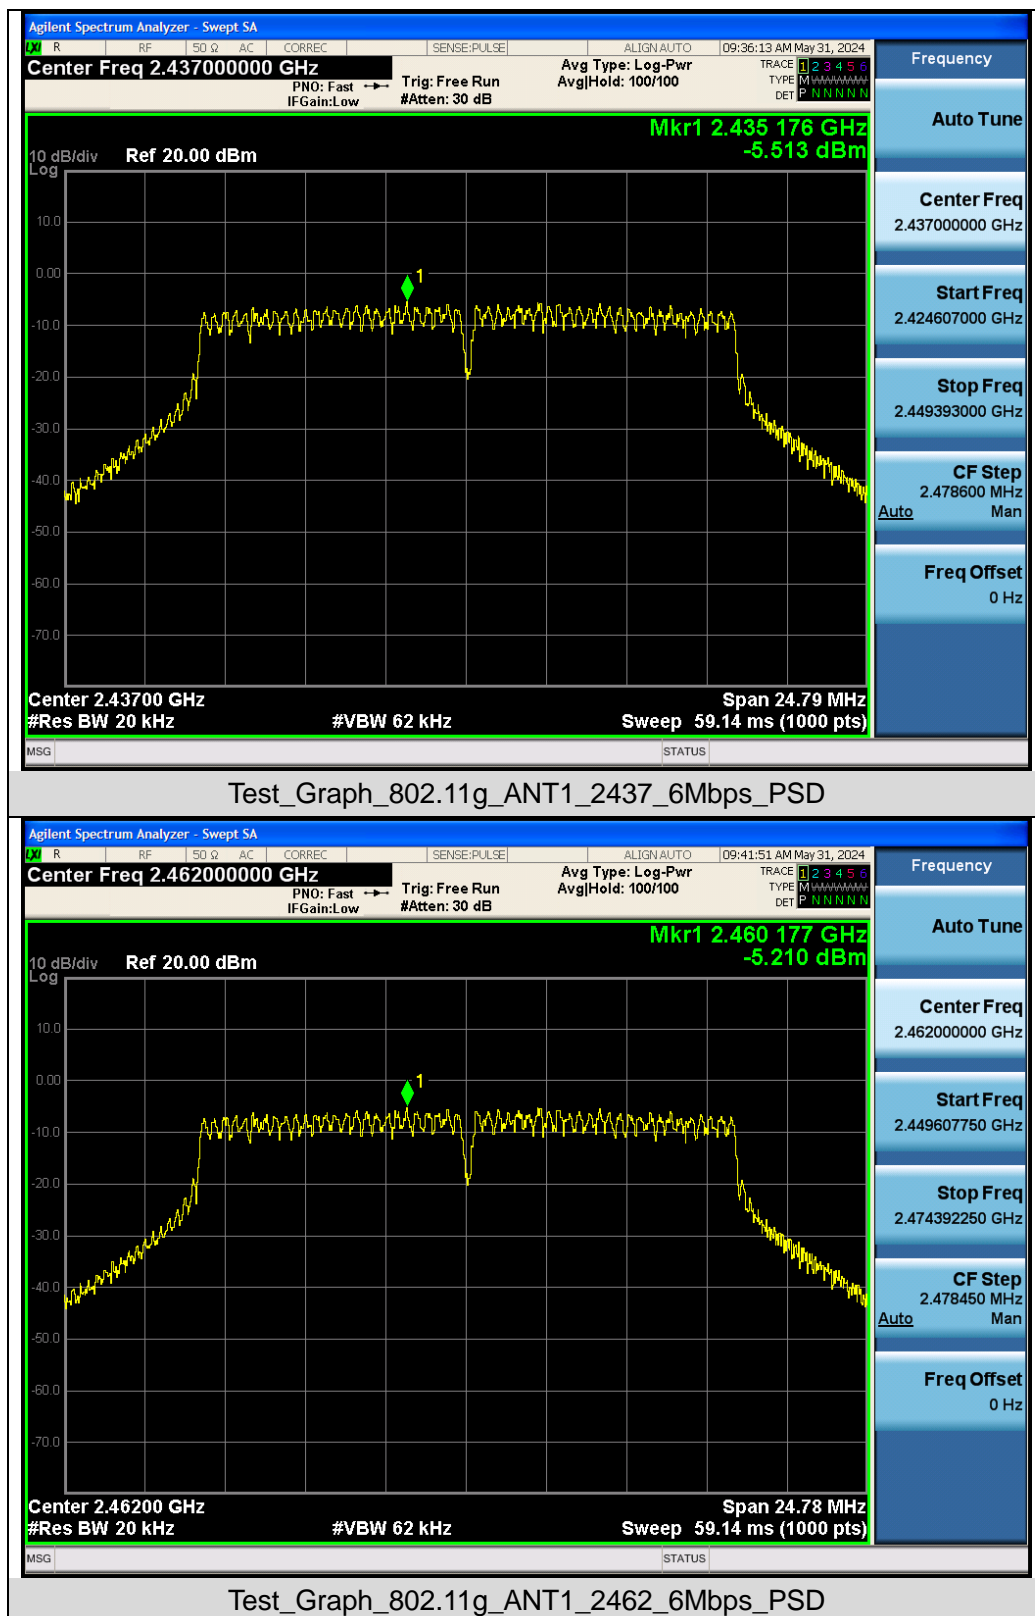 Agilent Spectrum Analyzer - Swept SA
LXI R RF 50 Ω AC CORREC SENSE:PULSE ALIGN AUTO 09:36:13 AM May 31, 2024
Center Freq 2.437000000 GHz
PNO: Fast
IFGain:Low
Trig: Free Run
#Atten: 30 dB
Avg Type: Log-Pwr
Avg|Hold: 100/100
TRACE 1 2 3 4 5 6
TYPE M WWWWW
DET P N N N N N
Mkr1 2.435 176 GHz
-5.513 dBm
10 dB/div Ref 20.00 dBm
Log
10.0
0.00
-10.0
-20.0
-30.0
-40.0
-50.0
-60.0
-70.0
1
Center 2.43700 GHz Span 24.79 MHz
#Res BW 20 kHz #VBW 62 kHz Sweep 59.14 ms (1000 pts)
MSG STATUS
Frequency
Auto Tune
Center Freq
2.437000000 GHz
Start Freq
2.424607000 GHz
Stop Freq
2.449393000 GHz
CF Step
2.478600 MHz
Auto Man
Freq Offset
0 Hz
Test_Graph_802.11g_ANT1_2437_6Mbps_PSD
Agilent Spectrum Analyzer - Swept SA
LXI R RF 50 Ω AC CORREC SENSE:PULSE ALIGN AUTO 09:41:51 AM May 31, 2024
Center Freq 2.462000000 GHz
PNO: Fast
IFGain:Low
Trig: Free Run
#Atten: 30 dB
Avg Type: Log-Pwr
Avg|Hold: 100/100
TRACE 1 2 3 4 5 6
TYPE M WWWWW
DET P N N N N N
Mkr1 2.460 177 GHz
-5.210 dBm
10 dB/div Ref 20.00 dBm
Log
10.0
0.00
-10.0
-20.0
-30.0
-40.0
-50.0
-60.0
-70.0
1
Center 2.46200 GHz Span 24.78 MHz
#Res BW 20 kHz #VBW 62 kHz Sweep 59.14 ms (1000 pts)
MSG STATUS
Frequency
Auto Tune
Center Freq
2.462000000 GHz
Start Freq
2.449607750 GHz
Stop Freq
2.474392250 GHz
CF Step
2.478450 MHz
Auto Man
Freq Offset
0 Hz
Test_Graph_802.11g_ANT1_2462_6Mbps_PSD